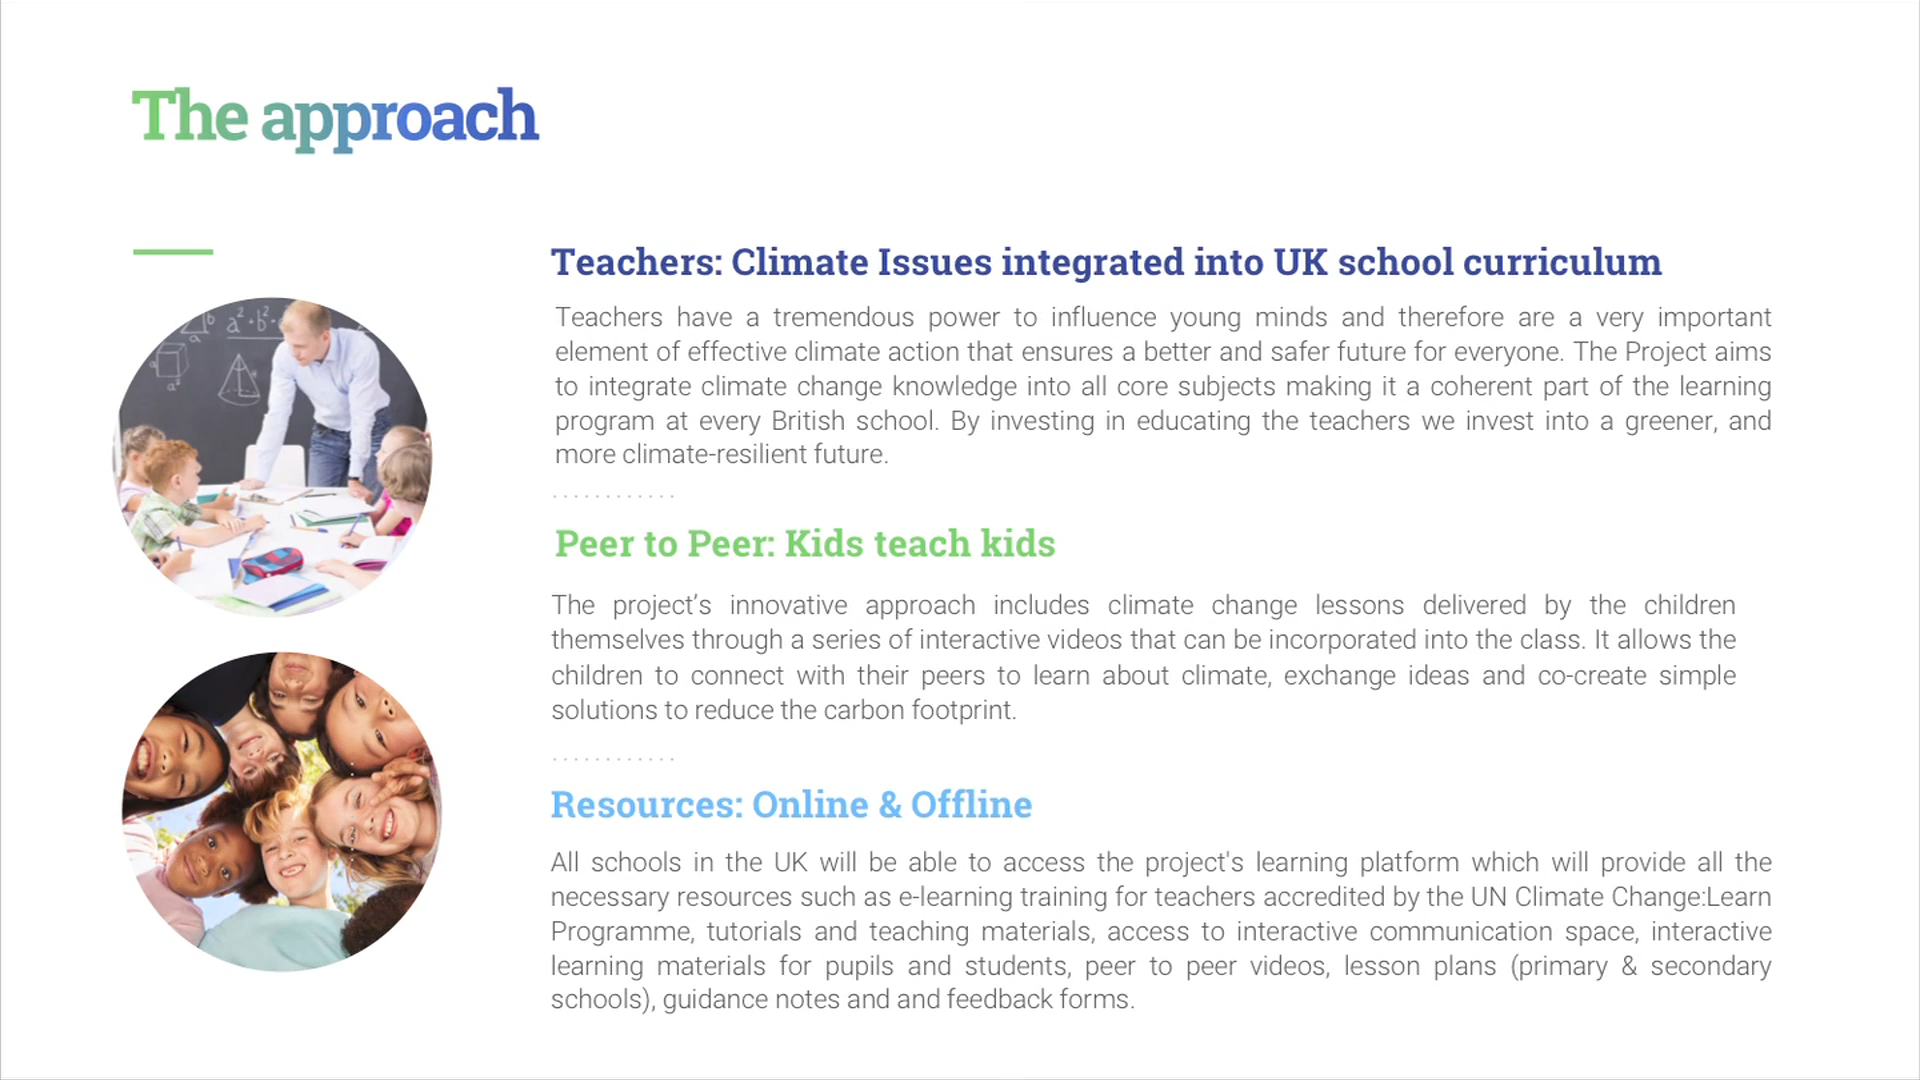 The approach
Teachers: Climate Issues integrated into UK school curriculum
Teachers have a tremendous power to influence young minds and therefore are a very important
element of effective climate action that ensures a better and safer future for everyone. The Project aims
to integrate climate change knowledge into all core subjects making it a coherent part of the learning
program at every British school. By investing in educating the teachers we invest into a greener, and
more climate-resilient future.
............
Peer to Peer: Kids teach kids
The project’s innovative approach includes climate change lessons delivered by the children
themselves through a series of interactive videos that can be incorporated into the class. It allows the
children to connect with their peers to learn about climate, exchange ideas and co-create simple
solutions to reduce the carbon footprint.
............
Resources: Online & Offline
All schools in the UK will be able to access the project's learning platform which will provide all the
necessary resources such as e-learning training for teachers accredited by the UN Climate Change:Learn
Programme, tutorials and teaching materials, access to interactive communication space, interactive
learning materials for pupils and students, peer to peer videos, lesson plans (primary & secondary
schools), guidance notes and and feedback forms.